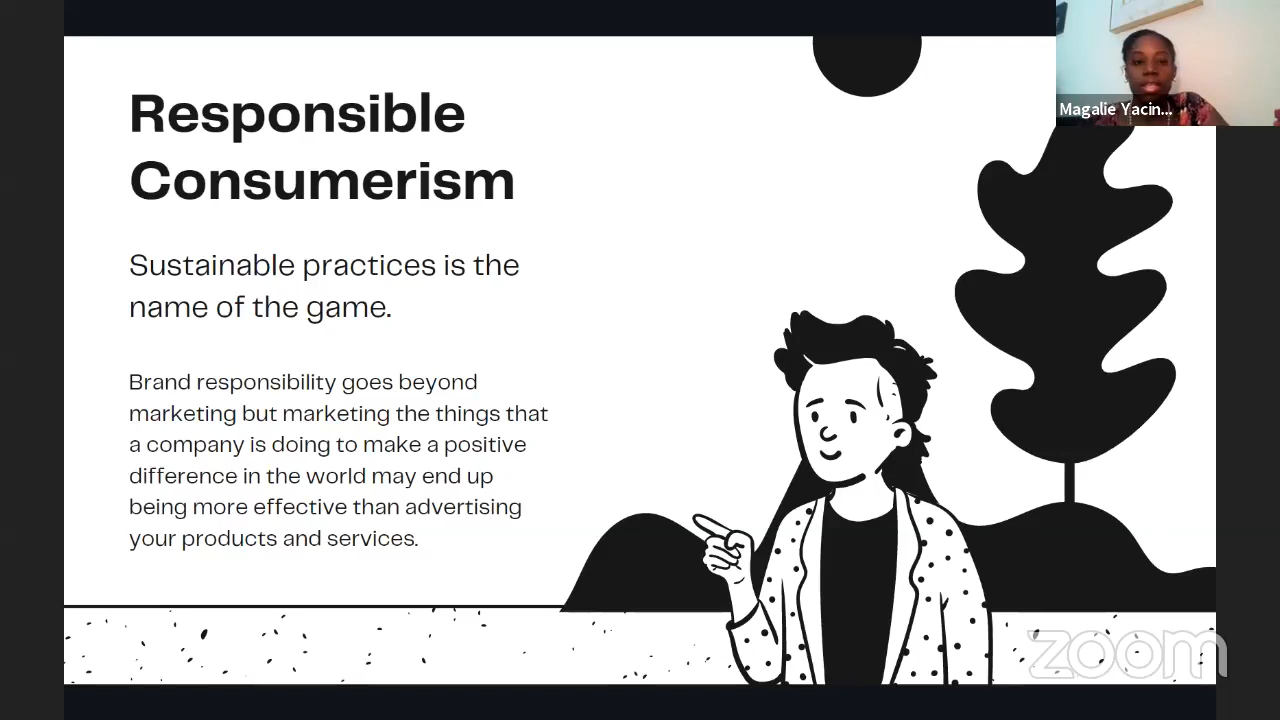 Responsible
Consumerism
Sustainable practices is the
name of the game.
Brand responsibility goes beyond
marketing but marketing the things that
a company is doing to make a positive
difference in the world may end up
being more effective than advertising
your products and services.
Magalie Yacin...
zoom